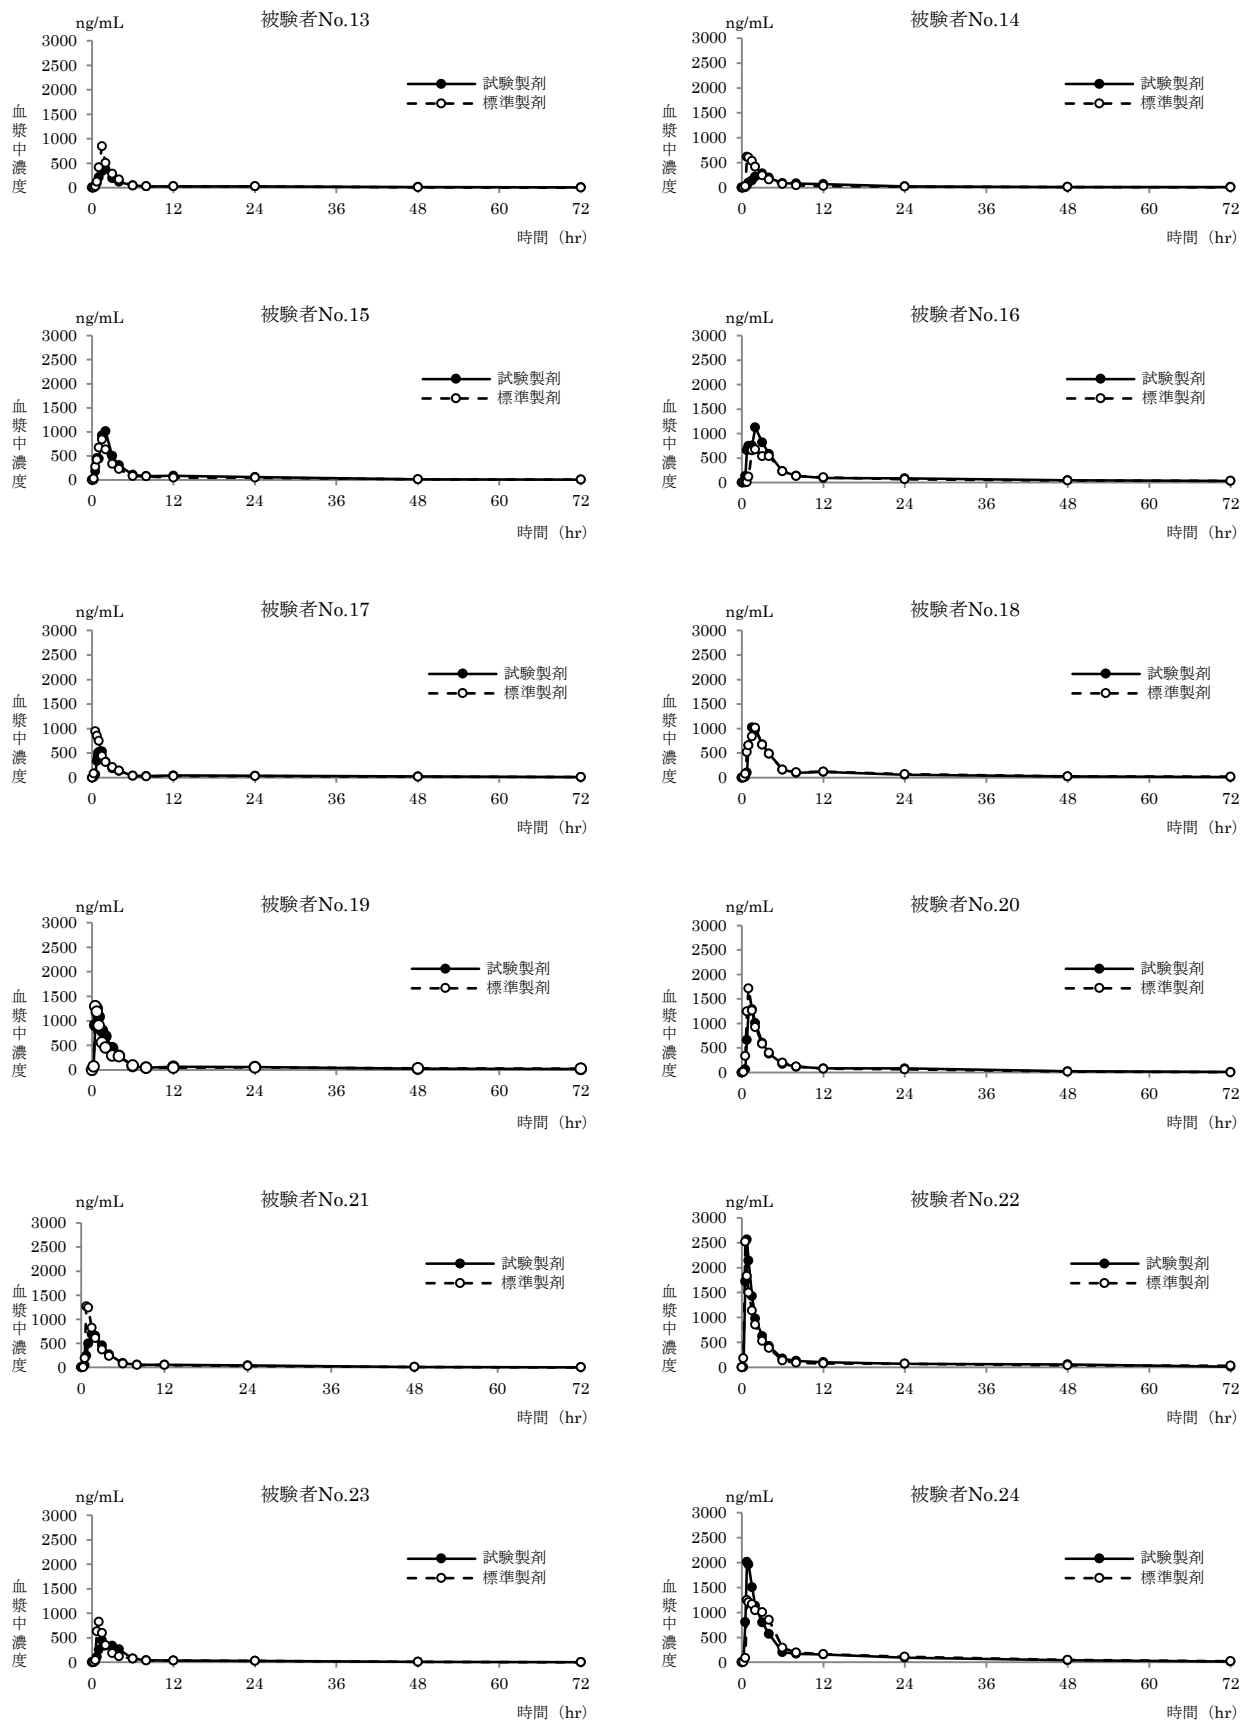 被験者No.13
ng/mL
3000
2500
2000
1500
1000
500
0
血漿中濃度
試験製剤
標準製剤
0 12 24 36 48 60 72
時間（hr）
被験者No.14
ng/mL
3000
2500
2000
1500
1000
500
0
血漿中濃度
試験製剤
標準製剤
0 12 24 36 48 60 72
時間（hr）
被験者No.15
ng/mL
3000
2500
2000
1500
1000
500
0
血漿中濃度
試験製剤
標準製剤
0 12 24 36 48 60 72
時間（hr）
被験者No.16
ng/mL
3000
2500
2000
1500
1000
500
0
血漿中濃度
試験製剤
標準製剤
0 12 24 36 48 60 72
時間（hr）
被験者No.17
ng/mL
3000
2500
2000
1500
1000
500
0
血漿中濃度
試験製剤
標準製剤
0 12 24 36 48 60 72
時間（hr）
被験者No.18
ng/mL
3000
2500
2000
1500
1000
500
0
血漿中濃度
試験製剤
標準製剤
0 12 24 36 48 60 72
時間（hr）
被験者No.19
ng/mL
3000
2500
2000
1500
1000
500
0
血漿中濃度
試験製剤
標準製剤
0 12 24 36 48 60 72
時間（hr）
被験者No.20
ng/mL
3000
2500
2000
1500
1000
500
0
血漿中濃度
試験製剤
標準製剤
0 12 24 36 48 60 72
時間（hr）
被験者No.21
ng/mL
3000
2500
2000
1500
1000
500
0
血漿中濃度
試験製剤
標準製剤
0 12 24 36 48 60 72
時間（hr）
被験者No.22
ng/mL
3000
2500
2000
1500
1000
500
0
血漿中濃度
試験製剤
標準製剤
0 12 24 36 48 60 72
時間（hr）
被験者No.23
ng/mL
3000
2500
2000
1500
1000
500
0
血漿中濃度
試験製剤
標準製剤
0 12 24 36 48 60 72
時間（hr）
被験者No.24
ng/mL
3000
2500
2000
1500
1000
500
0
血漿中濃度
試験製剤
標準製剤
0 12 24 36 48 60 72
時間（hr）